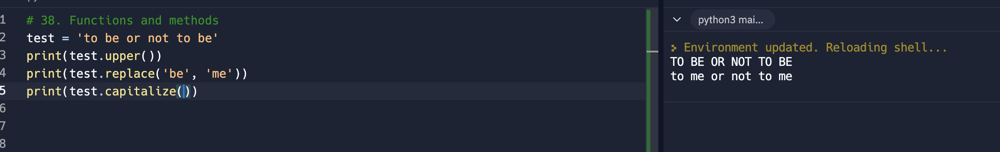 1 # 38. Functions and methods
2 test = 'to be or not to be'
3 print(test.upper())
4 print(test.replace('be', 'me'))
5 print(test.capitalize())
6
7
8
python3 mai...
Environment updated. Reloading shell...
TO BE OR NOT TO BE
to me or not to me